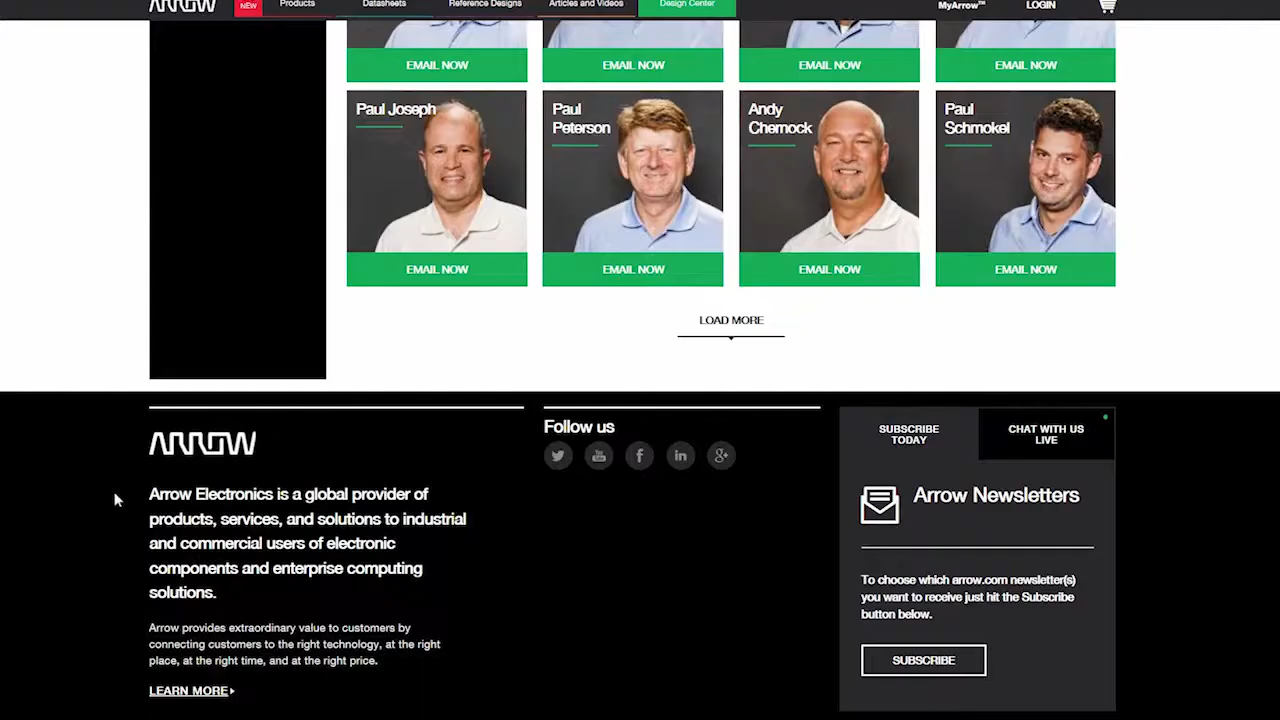 ARROW
NEW
Products
Datasheets
Reference Designs
Articles and Videos
Design Center
MyArrow™
LOGIN
EMAIL NOW
EMAIL NOW
EMAIL NOW
EMAIL NOW
Paul Joseph
Paul
Peterson
Andy
Chernock
Paul
Schmokel
EMAIL NOW
EMAIL NOW
EMAIL NOW
EMAIL NOW
LOAD MORE
ARROW
Arrow Electronics is a global provider of
products, services, and solutions to industrial
and commercial users of electronic
components and enterprise computing
solutions.
Arrow provides extraordinary value to customers by
connecting customers to the right technology, at the right
place, at the right time, and at the right price.
LEARN MORE
Follow us
You Tube
f
in
g+
SUBSCRIBE
TODAY
CHAT WITH US
LIVE
Arrow Newsletters
To choose which arrow.com newsletter(s)
you want to receive just hit the Subscribe
button below.
SUBSCRIBE